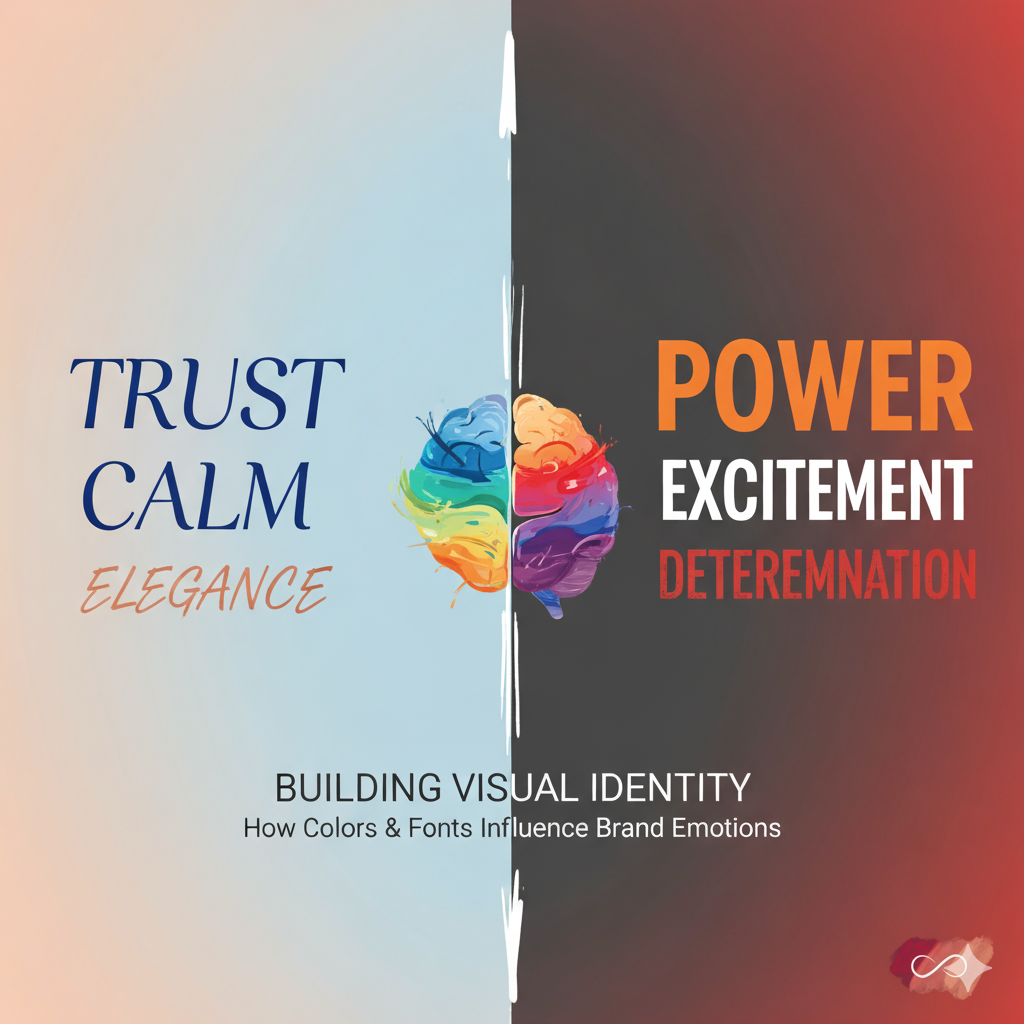 TRUST
CALM
ELEGANCE
POWER
EXCITEMENT
DETEREMNATION
BUILDING VISUAL IDENTITY
How Colors & Fonts Influence Brand Emotions